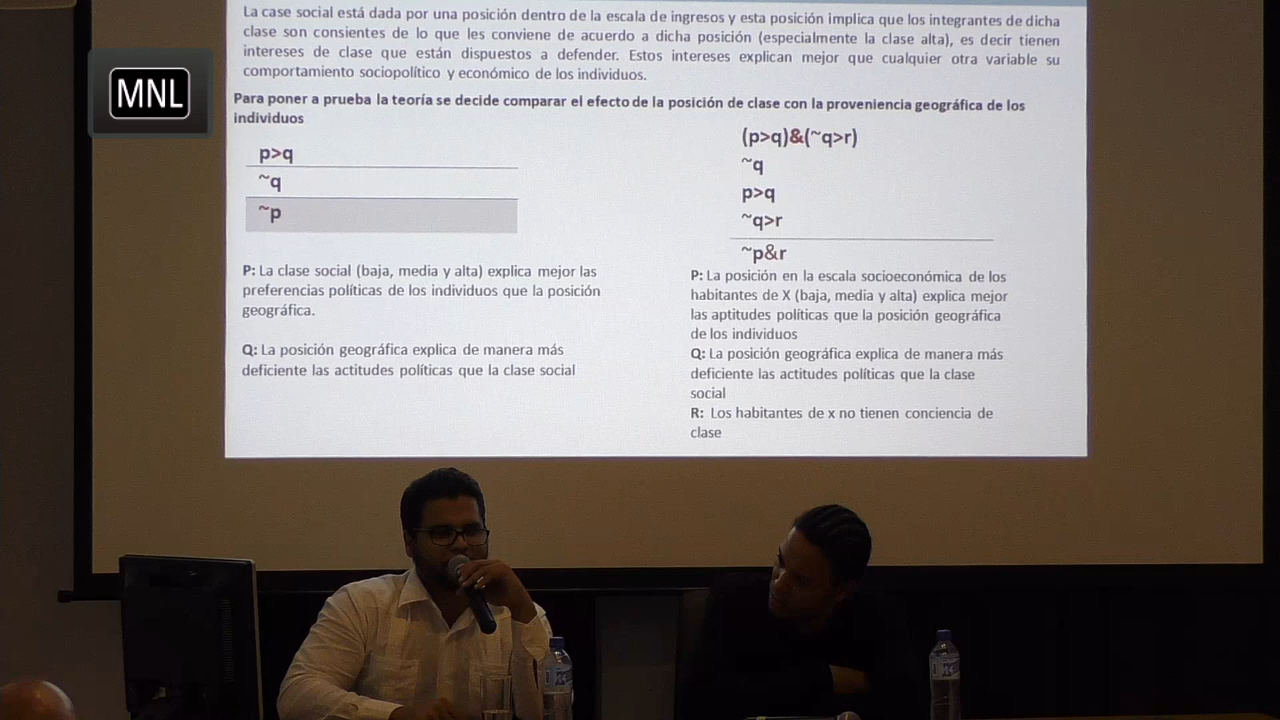 La case social está dada por una posición dentro de la escala de ingresos y esta posición implica que los integrantes de dicha
clase son consientes de lo que les conviene de acuerdo a dicha posición (especialmente la clase alta), es decir tienen
intereses de clase que están dispuestos a defender. Estos intereses explican mejor que cualquier otra variable su
comportamiento sociopolítico y económico de los individuos.
MNL
Para poner a prueba la teoría se decide comparar el efecto de la posición de clase con la proveniencia geográfica de los
individuos
p>q
~q
~p
P: La clase social (baja, media y alta) explica mejor las
preferencias políticas de los individuos que la posición
geográfica.
Q: La posición geográfica explica de manera más
deficiente las actitudes políticas que la clase social
(p>q)&(~q>r)
~q
p>q
~q>r
~p&r
P: La posición en la escala socioeconómica de los
habitantes de X (baja, media y alta) explica mejor
las aptitudes políticas que la posición geográfica
de los individuos
Q: La posición geográfica explica de manera más
deficiente las actitudes políticas que la clase
social
R: Los habitantes de x no tienen conciencia de
clase